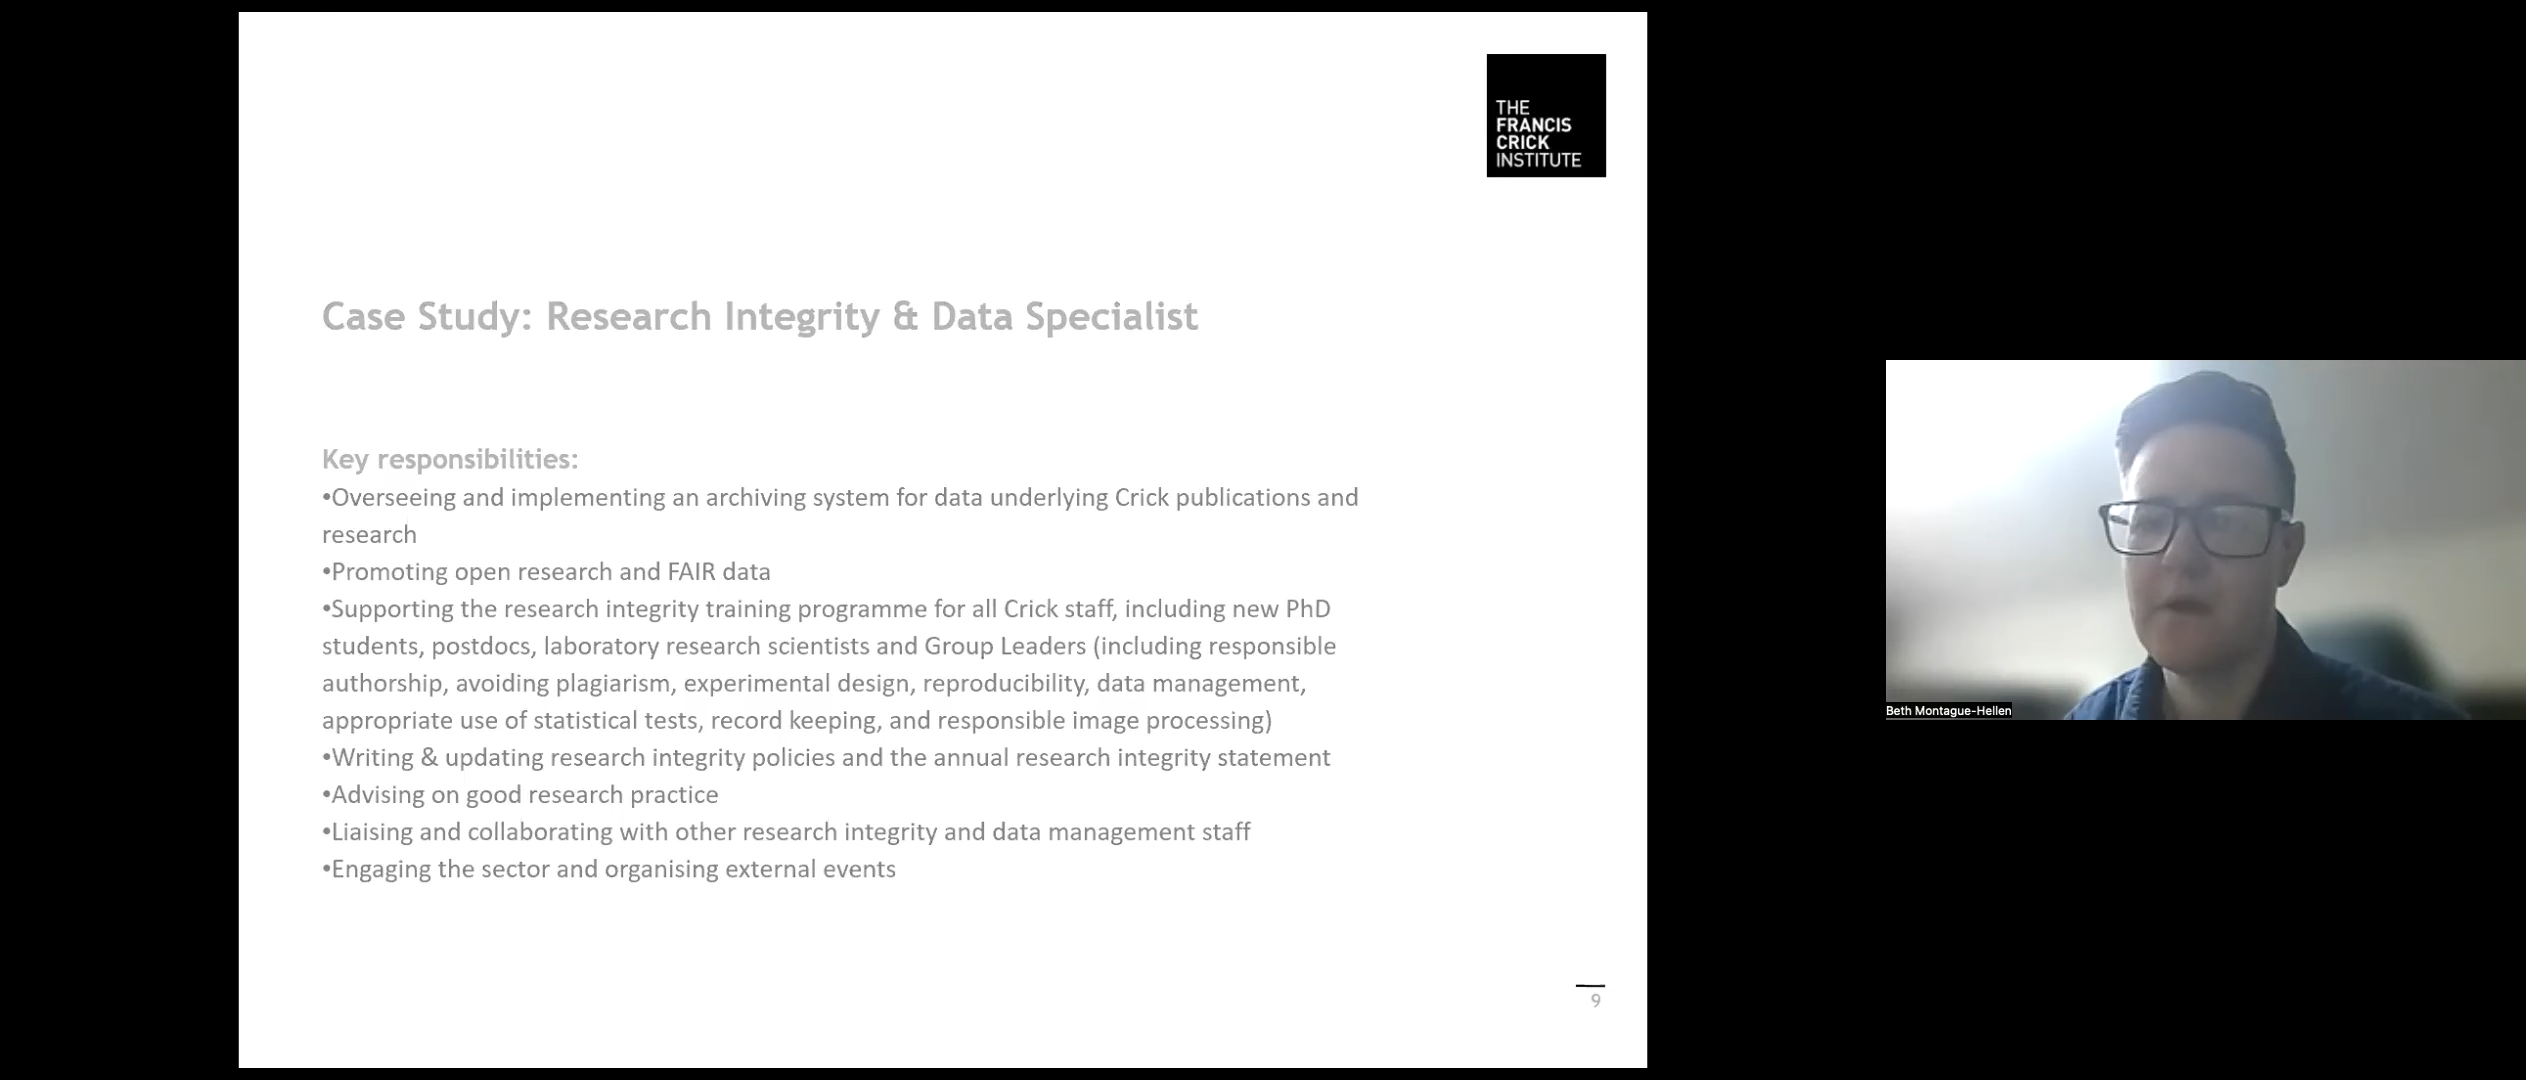 THE
FRANCIS
CRICK
INSTITUTE
Case Study: Research Integrity & Data Specialist
Key responsibilities:
•Overseeing and implementing an archiving system for data underlying Crick publications and
research
•Promoting open research and FAIR data
•Supporting the research integrity training programme for all Crick staff, including new PhD
students, postdocs, laboratory research scientists and Group Leaders (including responsible
authorship, avoiding plagiarism, experimental design, reproducibility, data management,
appropriate use of statistical tests, record keeping, and responsible image processing)
•Writing & updating research integrity policies and the annual research integrity statement
•Advising on good research practice
•Liaising and collaborating with other research integrity and data management staff
•Engaging the sector and organising external events
9
Beth Montague-Hellen